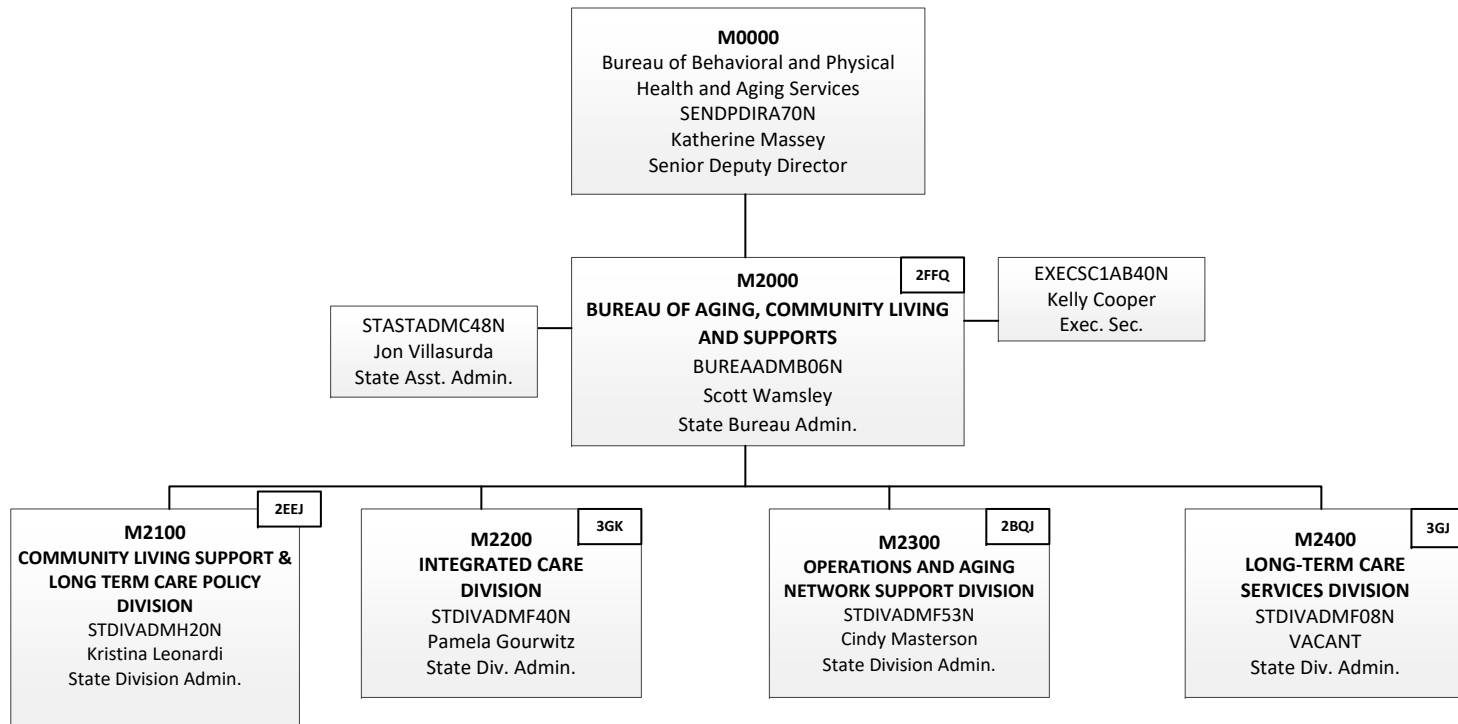 M0000
Bureau of Behavioral and Physical
Health and Aging Services
SENDPDIRA70N
Katherine Massey
Senior Deputy Director
2FFQ
M2000
BUREAU OF AGING, COMMUNITY LIVING
AND SUPPORTS
BUREAADMB06N
Scott Wamsley
State Bureau Admin.
EXECSC1AB40N
Kelly Cooper
Exec. Sec.
STASTADMC48N
Jon Villasurda
State Asst. Admin.
2EEJ
M2100
COMMUNITY LIVING SUPPORT &
LONG TERM CARE POLICY
DIVISION
STDIVADMH20N
Kristina Leonardi
State Division Admin.
3GK
M2200
INTEGRATED CARE
DIVISION
STDIVADMF40N
Pamela Gourwitz
State Div. Admin.
2BQJ
M2300
OPERATIONS AND AGING
NETWORK SUPPORT DIVISION
STDIVADMF53N
Cindy Masterson
State Division Admin.
3GJ
M2400
LONG-TERM CARE
SERVICES DIVISION
STDIVADMF08N
VACANT
State Div. Admin.